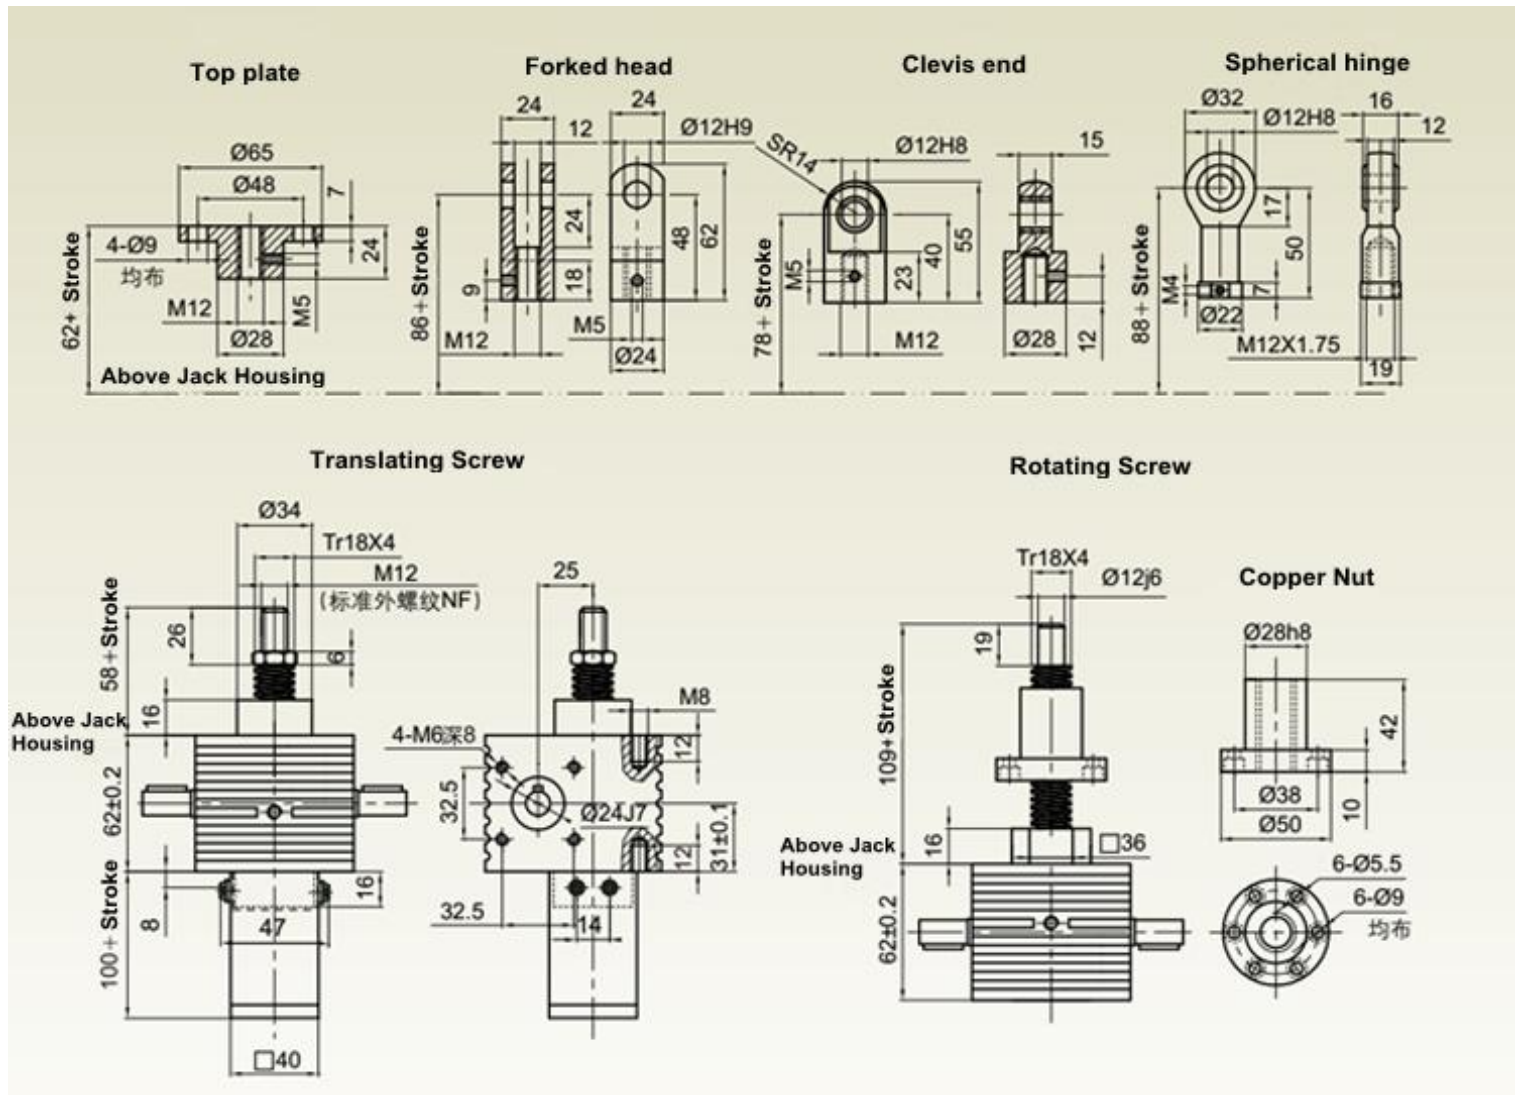 Top plate
Forked head
Clevis end
Spherical hinge
Ø65
Ø48
7
24
4-Ø9
均布
M12
M5
Ø28
62+ Stroke
Above Jack Housing
24
24
12
Ø12H9
24
18
9
48
62
M5
M12
Ø24
86+Stroke
SR14
Ø12H8
15
M5
23
40
55
M12
Ø28
12
78+ Stroke
Ø32
16
Ø12H8
12
17
50
M4
7
Ø22
M12X1.75
19
88+ Stroke
Translating Screw
Rotating Screw
Ø34
Tr18X4
M12
(标准外螺纹NF)
58+Stroke
26
6
16
Above Jack
Housing
62±0.2
100+ Stroke
8
16
47
□40
25
M8
4-M6深8
12
32.5
Ø24J7
31±0.1
12
32.5
14
Tr18X4
Ø12j6
19
109+Stroke
Above Jack
Housing
16
□36
62±0.2
Copper Nut
Ø28h8
42
Ø38
10
Ø50
6-Ø5.5
6-Ø9
均布